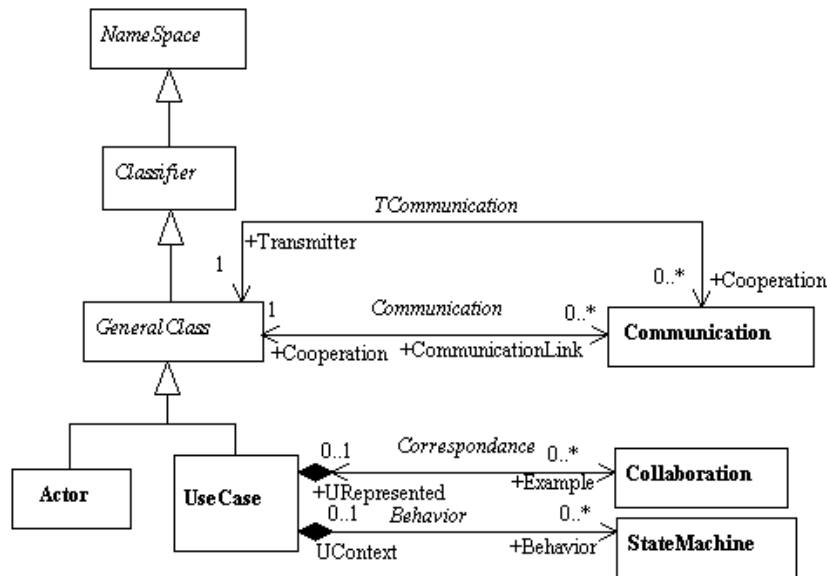 NameSpace
Classifier
TCommunication
+Transmitter
1
0..*
+Cooperation
GeneralClass
1
Communication
0..*
+Cooperation
+CommunicationLink
Communication
Actor
UseCase
0..1
Correspondance
0..*
+URepresented
+Example
Collaboration
0..1
Behavior
0..*
UContext
+Behavior
StateMachine